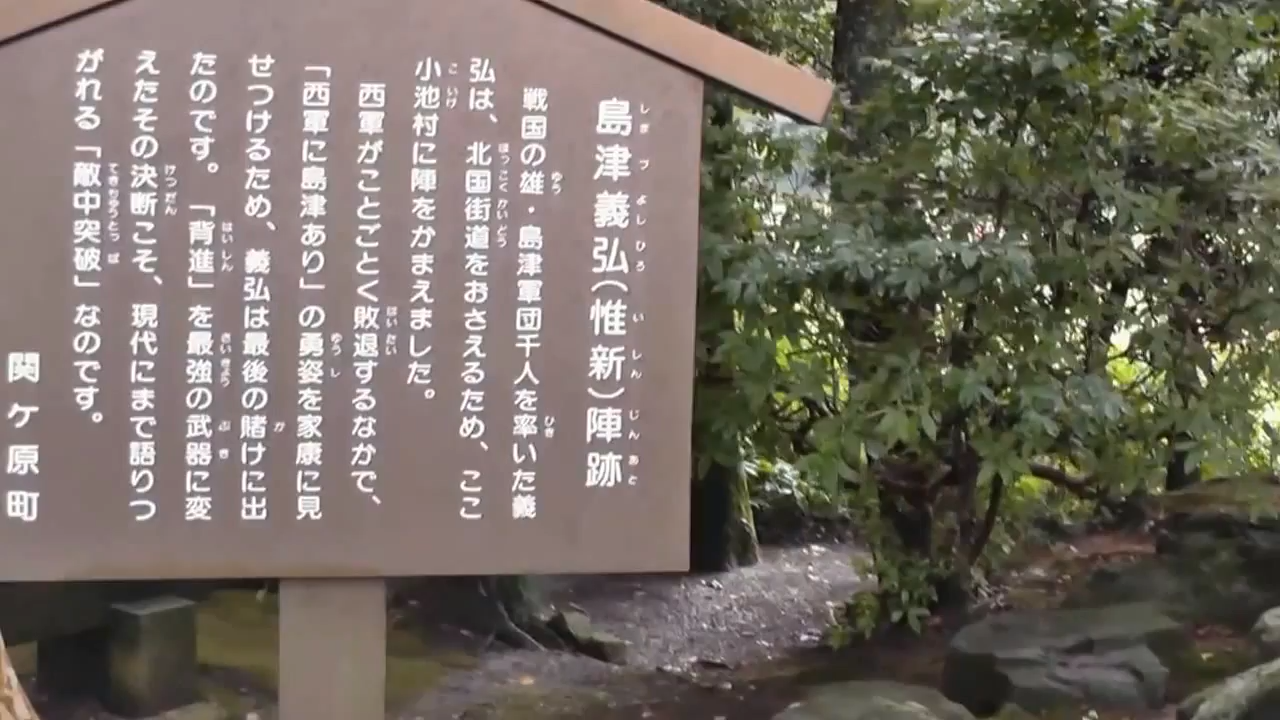 島津義弘(惟新)陣跡
戦国の雄・島津軍団千人を率いた義
弘は、北国街道をおさえるため、ここ
小池村に陣をかまえました。
西軍がことごとく敗退するなかで、
「西軍に島津あり」の勇姿を家康に見
せつけるため、義弘は最後の賭けに出
たのです。「背進」を最強の武器に変
えたその決断こそ、現代にまで語りつ
がれる「敵中突破」なのです。
関ケ原町